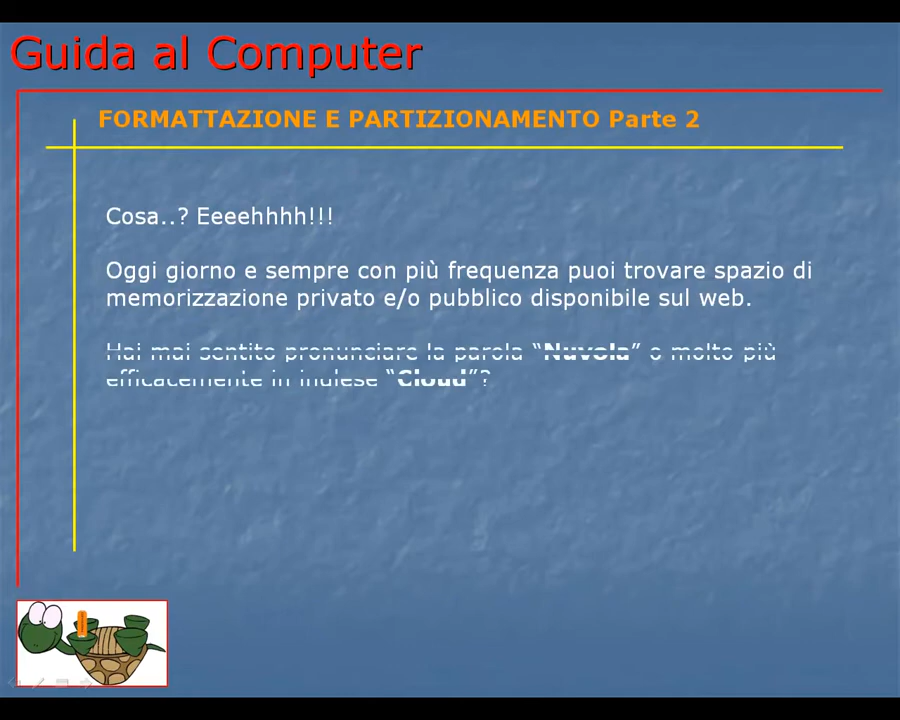 Guida al Computer
FORMATTAZIONE E PARTIZIONAMENTO Parte 2
Cosa..? Eeeehhhh!!!
Oggi giorno e sempre con più frequenza puoi trovare spazio di
memorizzazione privato e/o pubblico disponibile sul web.
Hai mai sentito pronunciare la parola “Nuvola” o molto più
efficacemente in inglese “Cloud”?